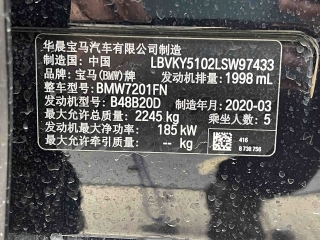 华晨宝马汽车有限公司制造
制造国：中国 LBVKY5102LSW97433
品牌：宝马(BMW)牌 发动机排量：1998 mL
整车型号：BMW7201FN
发动机型号：B48B20D 制造年月：2020-03
最大允许总质量：2245 kg 乘坐人数：5
发动机最大净功率：185 kW
最大允许牵引质量：-- kg
416
8 736 756